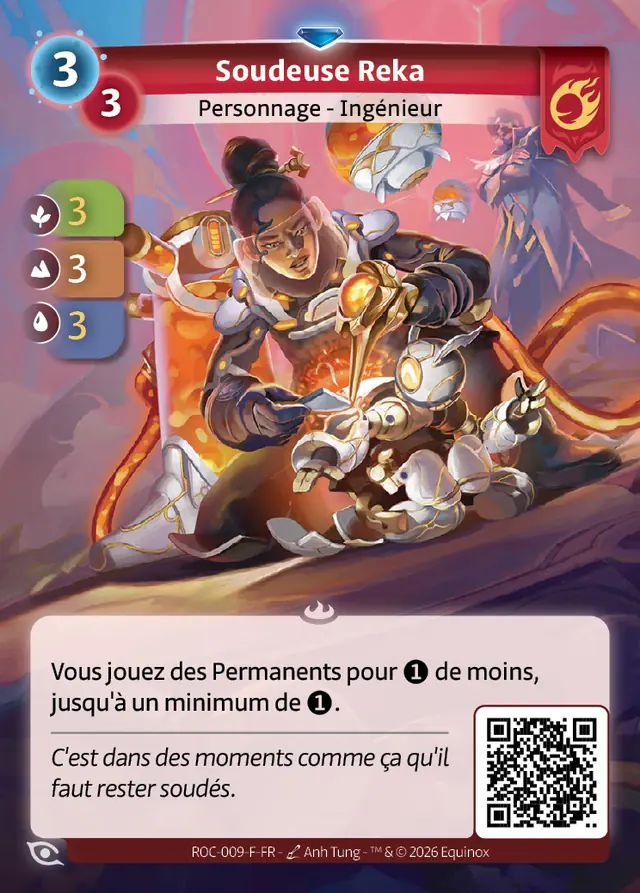 3
Soudeuse Reka
3
Personnage - Ingénieur
3
3
3
Vous jouez des Permanents pour 1 de moins,
jusqu'à un minimum de 1.
C'est dans des moments comme ça qu'il
faut rester soudés.
ROC-009-F-FR - Anh Tung - ™ & © 2026 Equinox